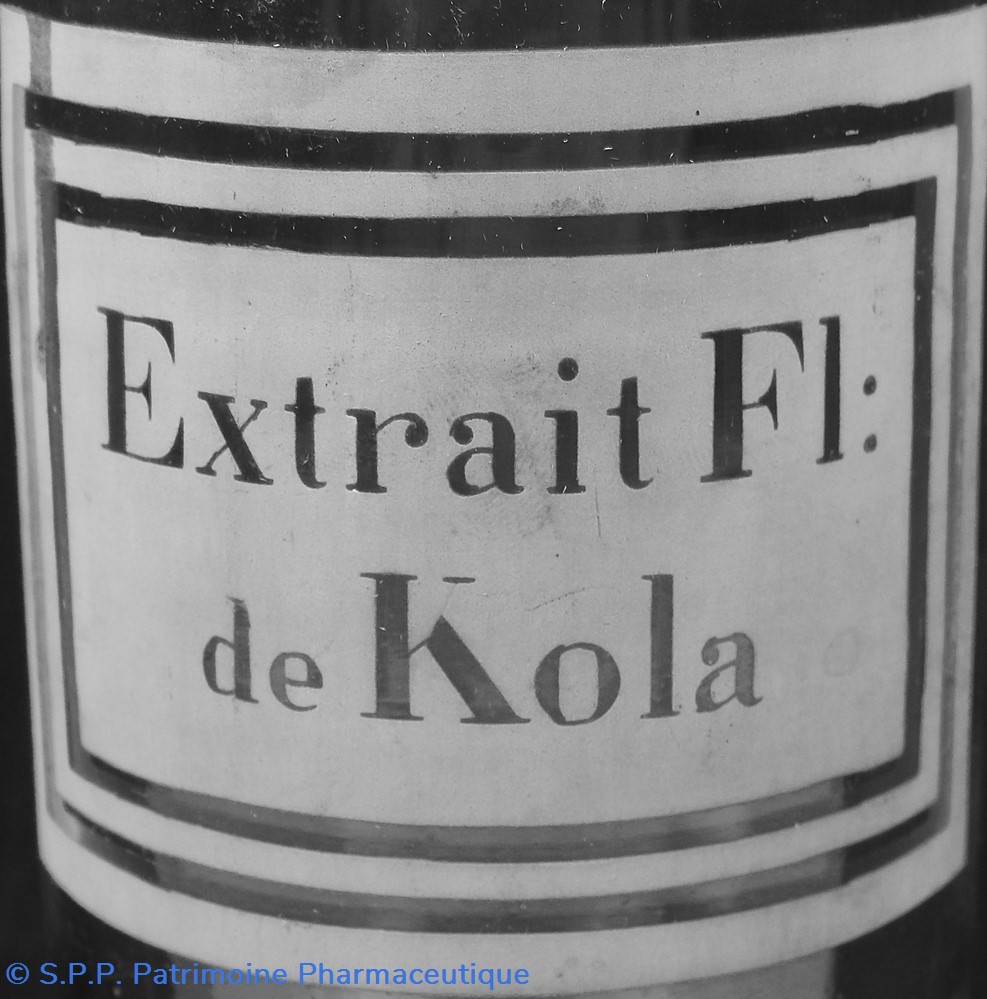 Extrait Fl:
de Kola
© S.P.P. Patrimoine Pharmaceutique